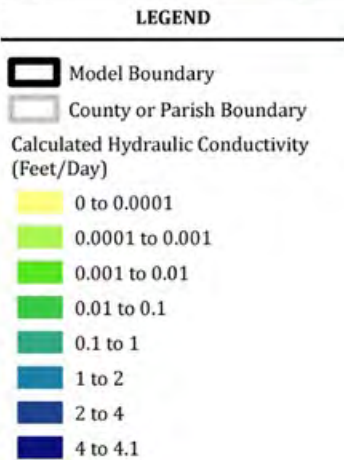 LEGEND
Model Boundary
County or Parish Boundary
Calculated Hydraulic Conductivity
(Feet/Day)
0 to 0.0001
0.0001 to 0.001
0.001 to 0.01
0.01 to 0.1
0.1 to 1
1 to 2
2 to 4
4 to 4.1